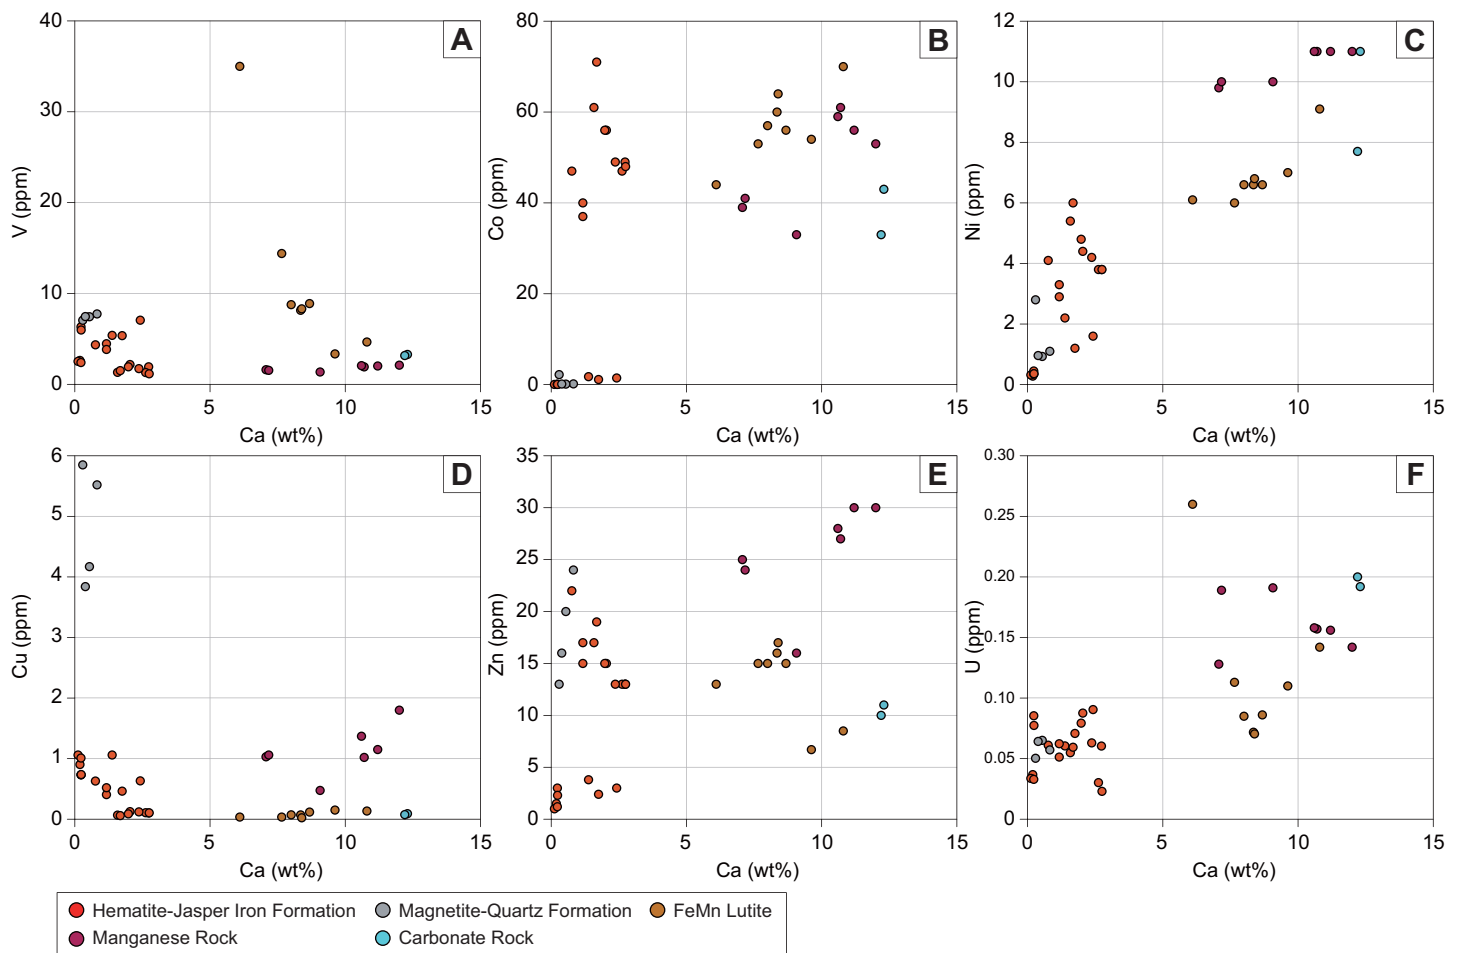 A
V (ppm)
40
30
20
10
0
0 5 10 15
Ca (wt%)
B
Co (ppm)
80
60
40
20
0
0 5 10 15
Ca (wt%)
C
Ni (ppm)
12
10
8
6
4
2
0
0 5 10 15
Ca (wt%)
D
Cu (ppm)
6
5
4
3
2
1
0
0 5 10 15
Ca (wt%)
E
Zn (ppm)
35
30
25
20
15
10
5
0
0 5 10 15
Ca (wt%)
F
U (ppm)
0.30
0.25
0.20
0.15
0.10
0.05
0
0 5 10 15
Ca (wt%)
Hematite-Jasper Iron Formation Magnetite-Quartz Formation FeMn Lutite
Manganese Rock Carbonate Rock